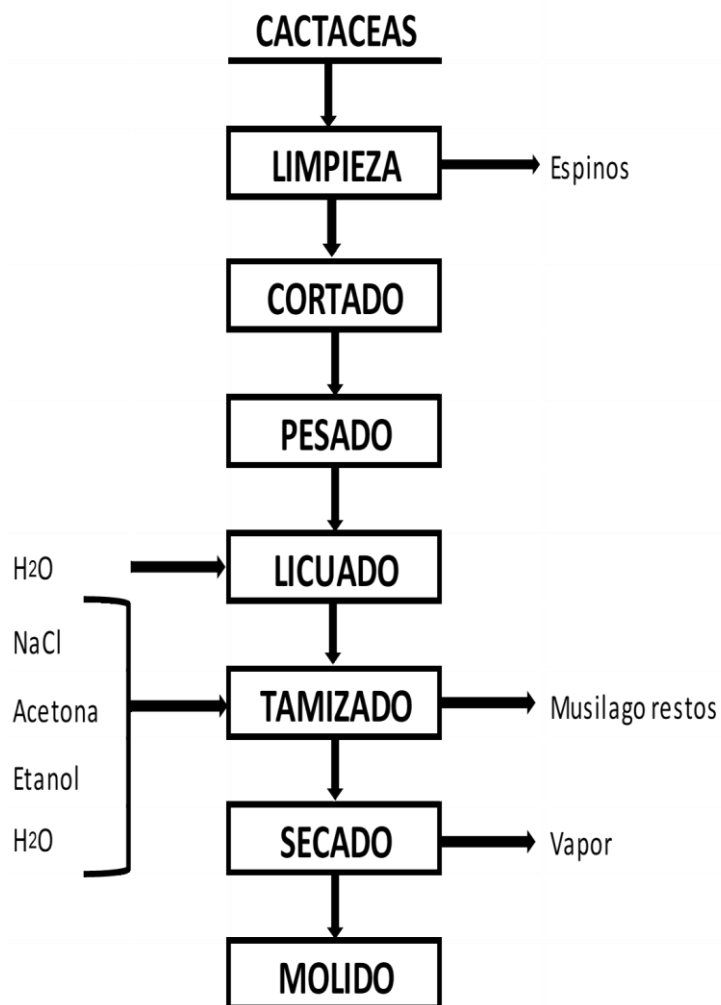 CACTACEAS
LIMPIEZA
Espinos
CORTADO
PESADO
H2O
LICUADO
NaCl
Acetona
TAMIZADO
Musilago restos
Etanol
H2O
SECADO
Vapor
MOLIDO